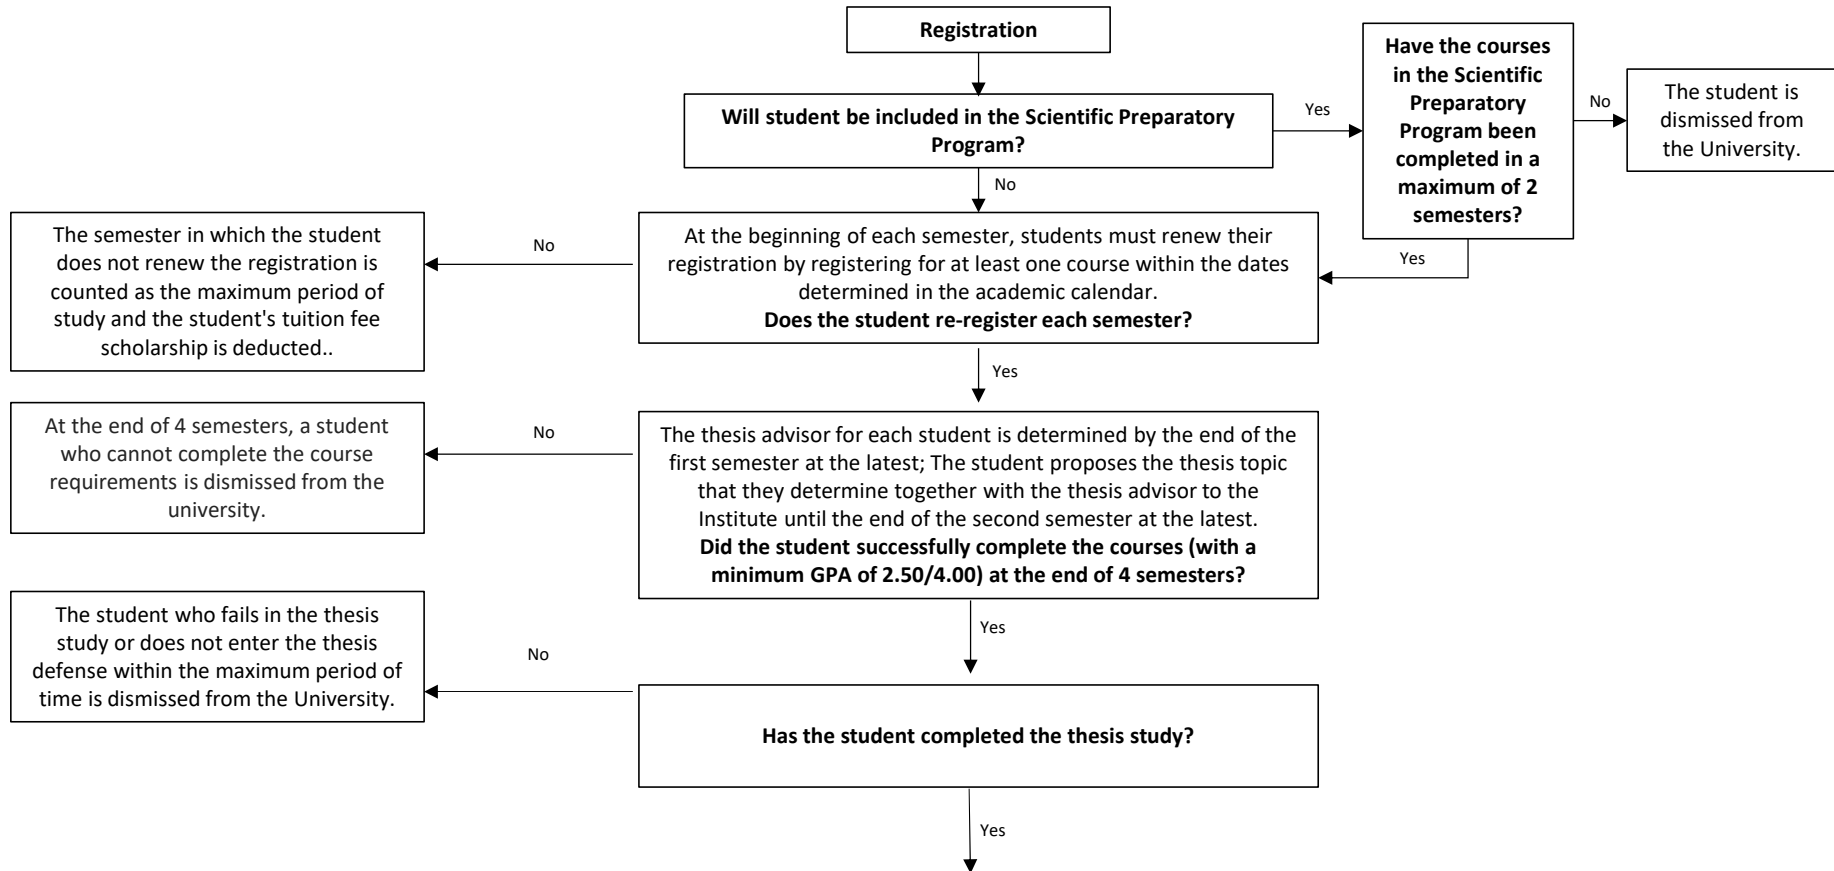 Registration
Will student be included in the Scientific Preparatory
Program?
Yes
Have the courses
in the Scientific
Preparatory
Program been
completed in a
maximum of 2
semesters?
No
The student is
dismissed from
the University.
Yes
No
At the beginning of each semester, students must renew their
registration by registering for at least one course within the dates
determined in the academic calendar.
Does the student re-register each semester?
No
The semester in which the student
does not renew the registration is
counted as the maximum period of
study and the student's tuition fee
scholarship is deducted..
Yes
The thesis advisor for each student is determined by the end of the
first semester at the latest; The student proposes the thesis topic
that they determine together with the thesis advisor to the
Institute until the end of the second semester at the latest.
Did the student successfully complete the courses (with a
minimum GPA of 2.50/4.00) at the end of 4 semesters?
No
At the end of 4 semesters, a student
who cannot complete the course
requirements is dismissed from the
university.
Yes
Has the student completed the thesis study?
No
The student who fails in the thesis
study or does not enter the thesis
defense within the maximum period of
time is dismissed from the University.
Yes